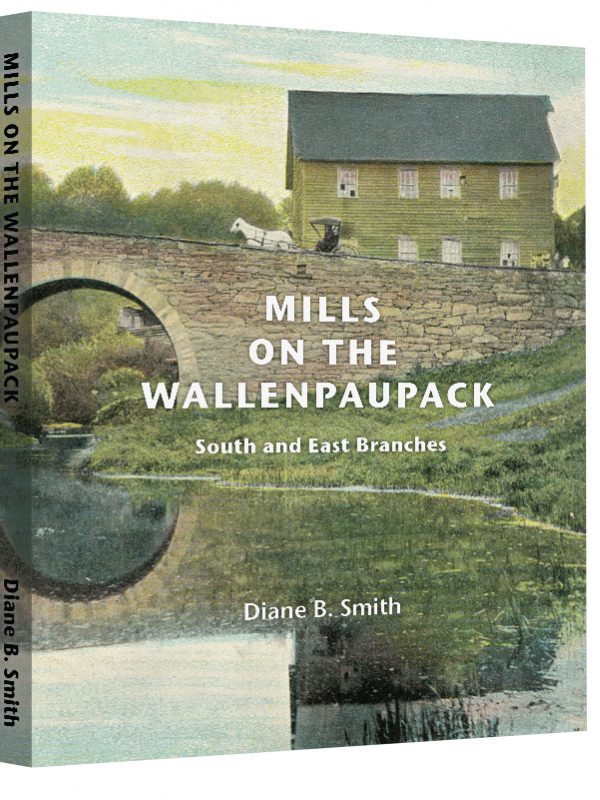 MILLS ON THE WALLENPAUPACK
Diane B. Smith
MILLS
ON THE
WALLENPAUPACK
South and East Branches
Diane B. Smith